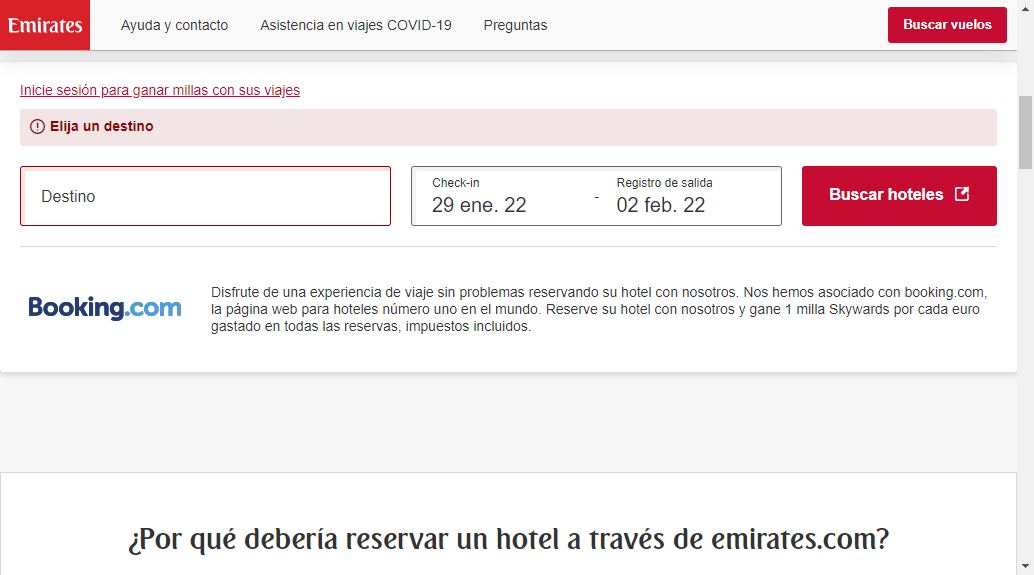 Emirates
Ayuda y contacto
Asistencia en viajes COVID-19
Preguntas
Buscar vuelos
Inicie sesión para ganar millas con sus viajes
Elija un destino
Destino
Check-in
29 ene. 22
-
Registro de salida
02 feb. 22
Buscar hoteles
Booking.com
Disfrute de una experiencia de viaje sin problemas reservando su hotel con nosotros. Nos hemos asociado con booking.com,
la página web para hoteles número uno en el mundo. Reserve su hotel con nosotros y gane 1 milla Skywards por cada euro
gastado en todas las reservas, impuestos incluidos.
¿Por qué debería reservar un hotel a través de emirates.com?